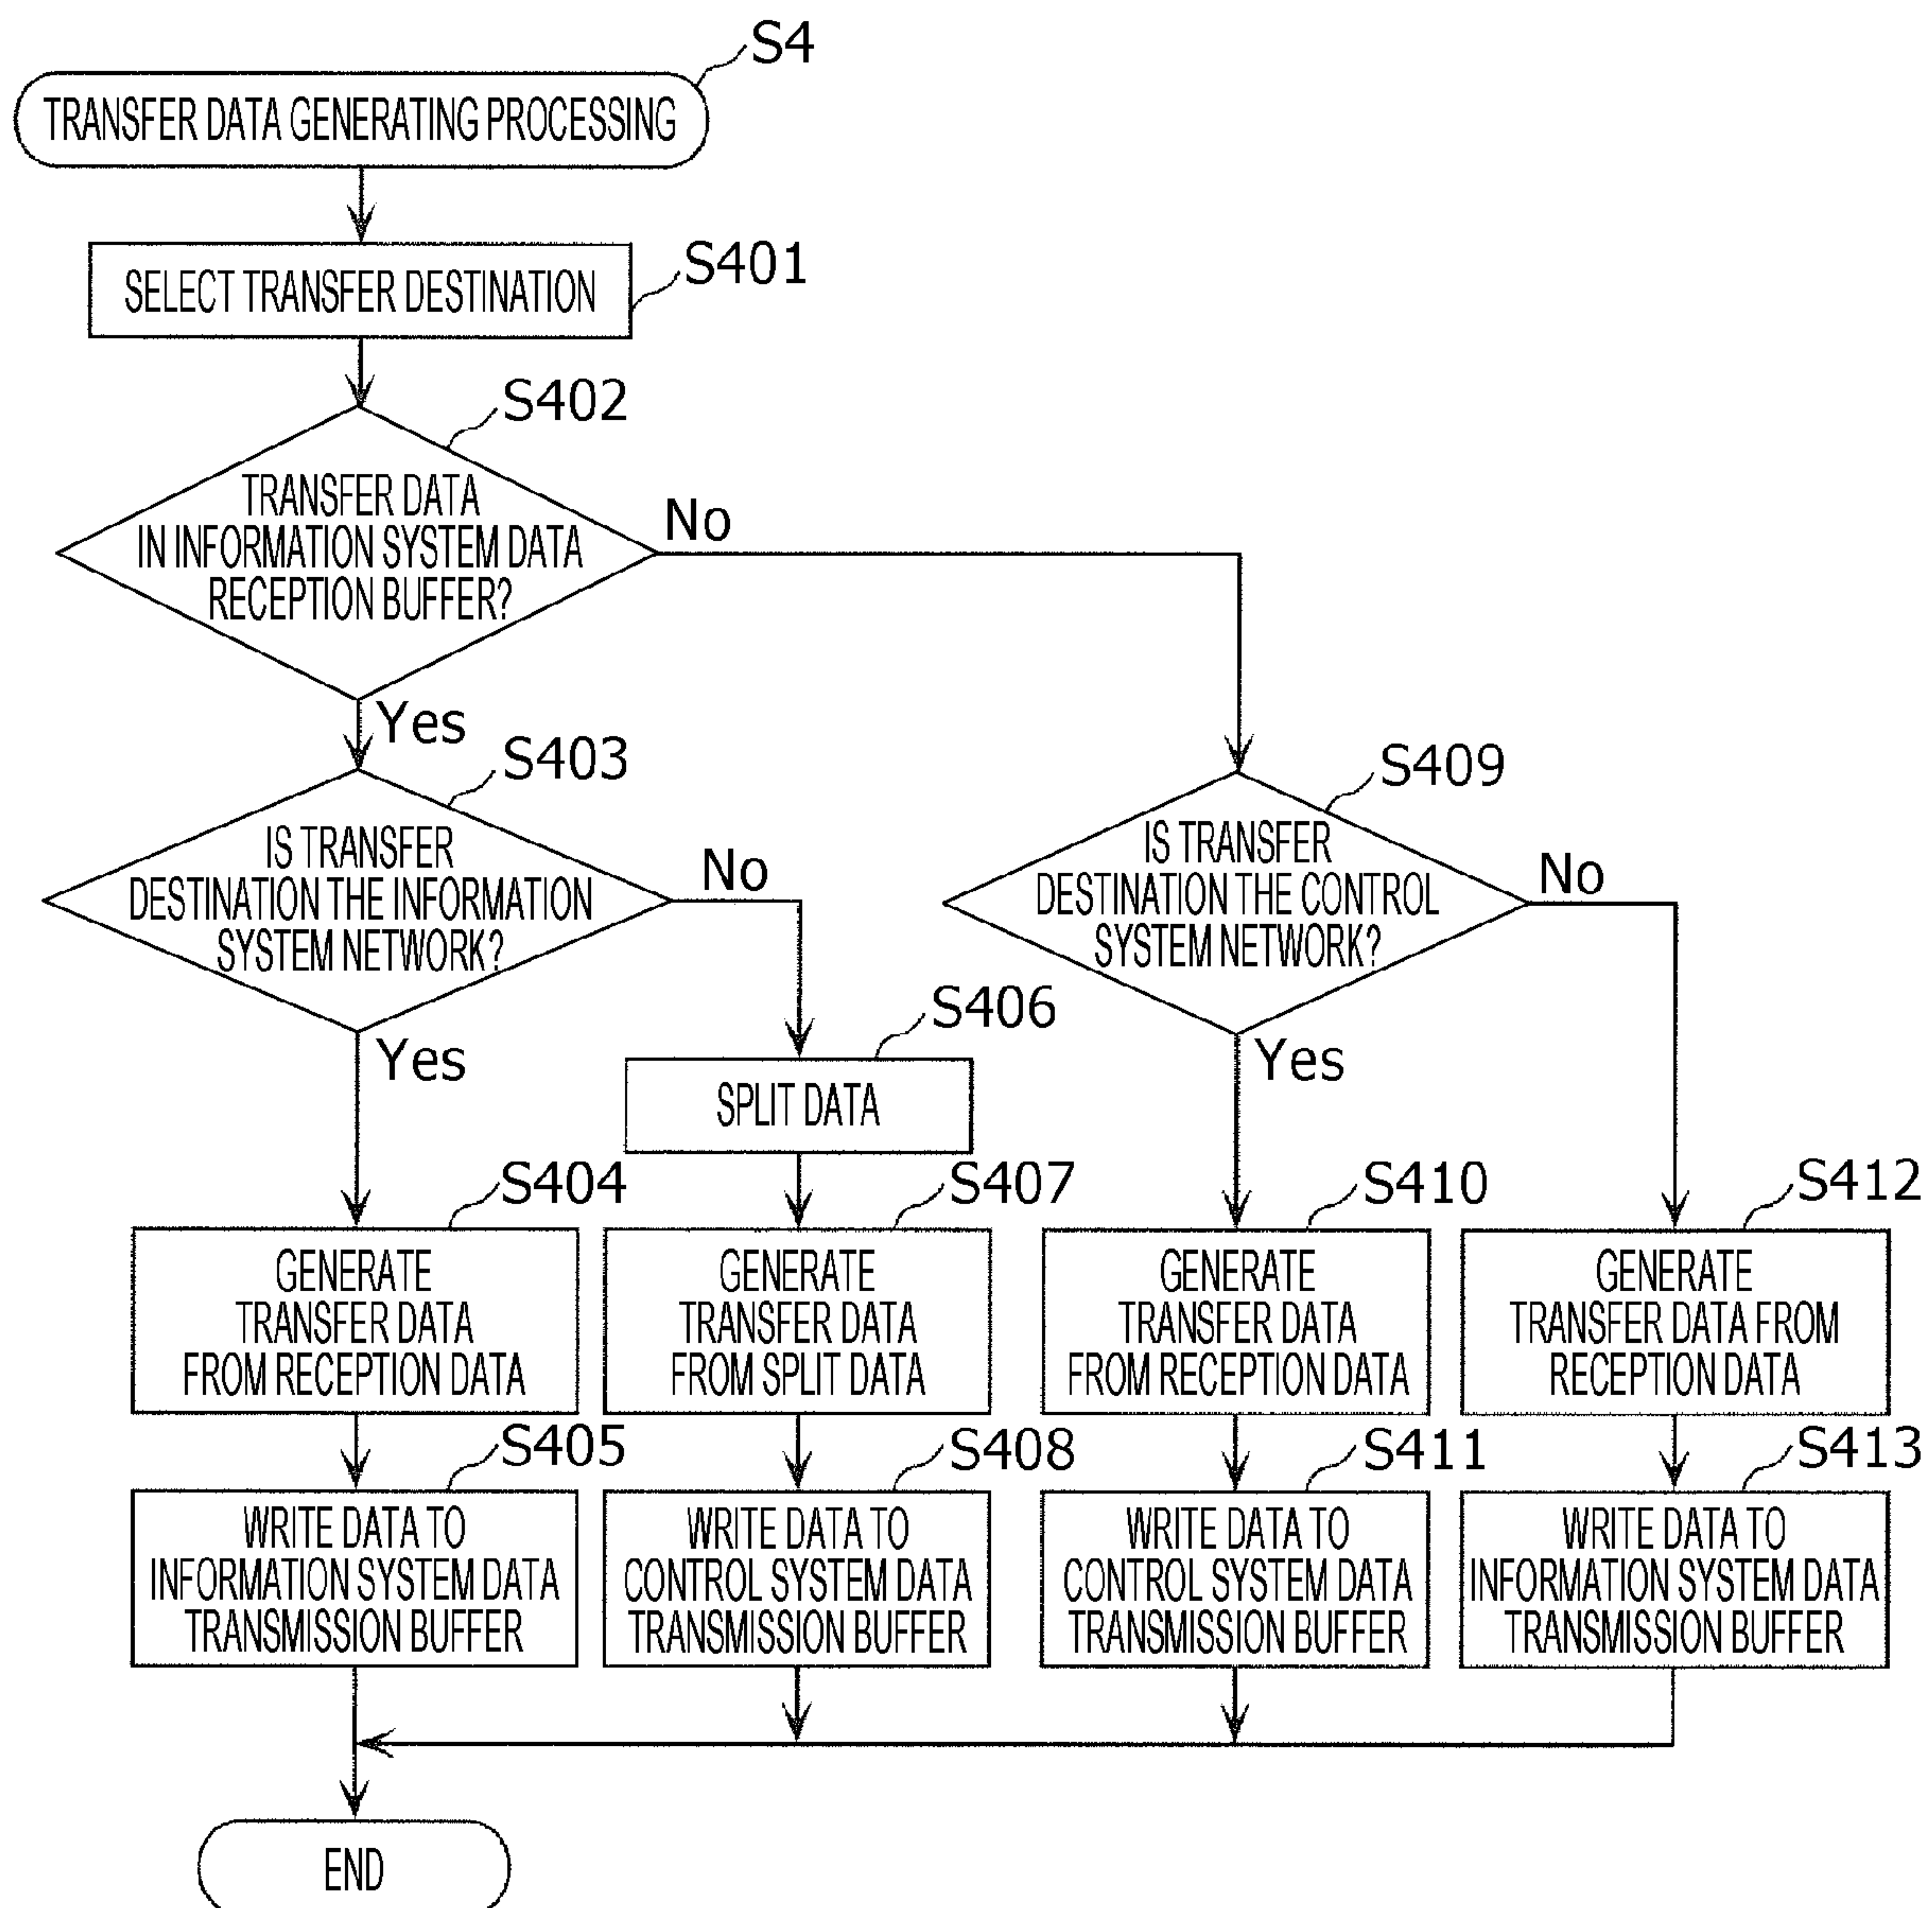 S4
TRANSFER DATA GENERATING PROCESSING
S401
SELECT TRANSFER DESTINATION
S402
TRANSFER DATA
IN INFORMATION SYSTEM DATA
RECEPTION BUFFER?
No
Yes
S403
IS TRANSFER
DESTINATION THE INFORMATION
SYSTEM NETWORK?
No
Yes
S409
IS TRANSFER
DESTINATION THE CONTROL
SYSTEM NETWORK?
No
Yes
S406
SPLIT DATA
S404
GENERATE
TRANSFER DATA
FROM RECEPTION DATA
S407
GENERATE
TRANSFER DATA
FROM SPLIT DATA
S410
GENERATE
TRANSFER DATA
FROM RECEPTION DATA
S412
GENERATE
TRANSFER DATA FROM
RECEPTION DATA
S405
WRITE DATA TO
INFORMATION SYSTEM DATA
TRANSMISSION BUFFER
S408
WRITE DATA TO
CONTROL SYSTEM DATA
TRANSMISSION BUFFER
S411
WRITE DATA TO
CONTROL SYSTEM DATA
TRANSMISSION BUFFER
S413
WRITE DATA TO
INFORMATION SYSTEM DATA
TRANSMISSION BUFFER
END